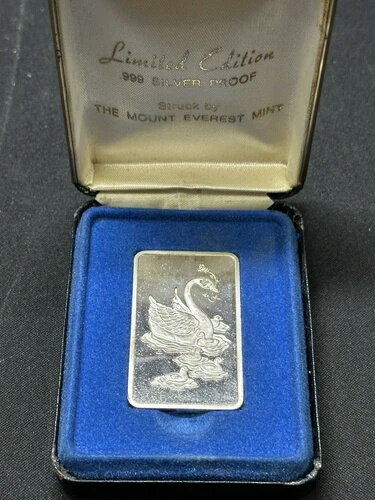 Limited Edition
.999 SILVER PROOF
Struck by
THE MOUNT EVEREST MINT